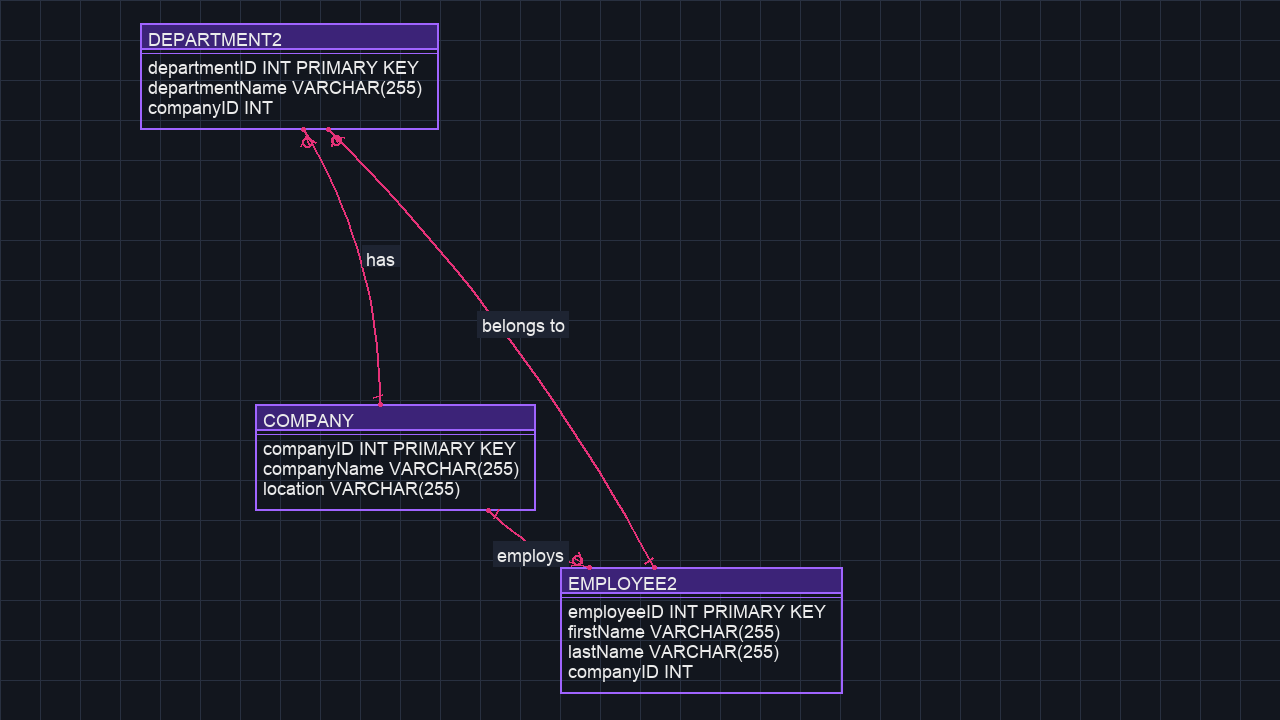 DEPARTMENT2
departmentID INT PRIMARY KEY
departmentName VARCHAR(255)
companyID INT
has
belongs to
COMPANY
companyID INT PRIMARY KEY
companyName VARCHAR(255)
location VARCHAR(255)
employs
EMPLOYEE2
employeeID INT PRIMARY KEY
firstName VARCHAR(255)
lastName VARCHAR(255)
companyID INT